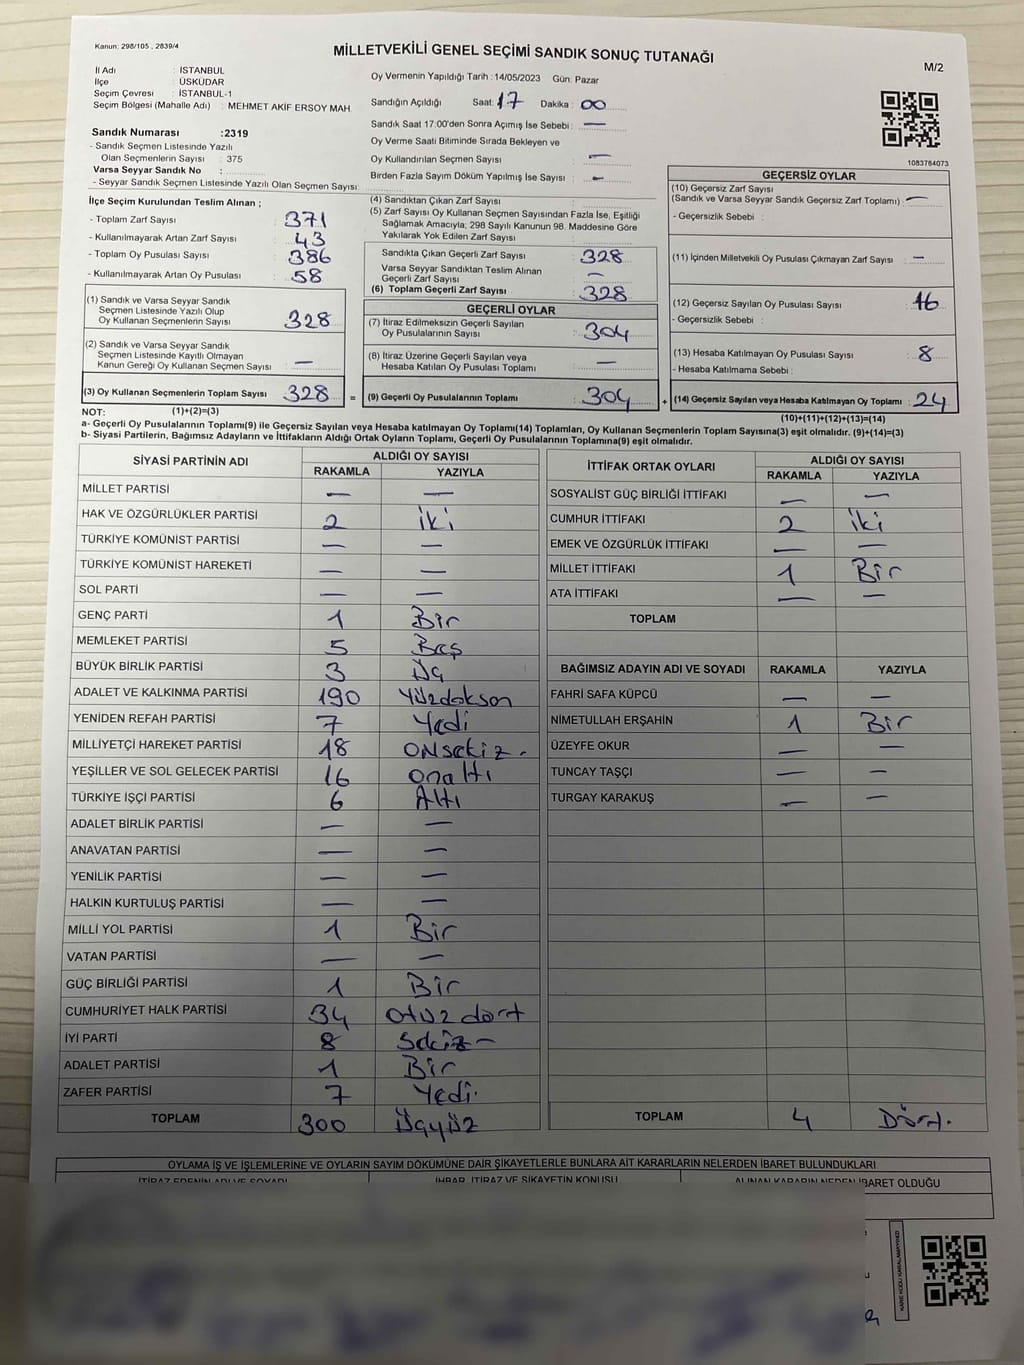 Kanun: 298/105 , 2839/4
MİLLETVEKİLİ GENEL SEÇİMİ SANDIK SONUÇ TUTANAĞI
M/2
İl Adı : İSTANBUL
İlçe : ÜSKÜDAR
Seçim Çevresi : İSTANBUL-1
Seçim Bölgesi (Mahalle Adı) : MEHMET AKİF ERSOY MAH
Oy Vermenin Yapıldığı Tarih : 14/05/2023 Gün: Pazar
Sandığın Açıldığı Saat: 17 Dakika : 00
Sandık Saat 17:00'den Sonra Açımış İse Sebebi : —
Oy Verme Saati Bitiminde Sırada Bekleyen ve
Oy Kullandırılan Seçmen Sayısı : —
Birden Fazla Sayım Döküm Yapılmış İse Sayısı : —
1083764073
Sandık Numarası :2319
- Sandık Seçmen Listesinde Yazılı
Olan Seçmenlerin Sayısı : 375
Varsa Seyyar Sandık No :
- Seyyar Sandık Seçmen Listesinde Yazılı Olan Seçmen Sayısı:
İlçe Seçim Kurulundan Teslim Alınan ;
- Toplam Zarf Sayısı : 371
- Kullanılmayarak Artan Zarf Sayısı : 43
- Toplam Oy Pusulası Sayısı : 386
- Kullanılmayarak Artan Oy Pusulası : 58
(1) Sandık ve Varsa Seyyar Sandık
Seçmen Listesinde Yazılı Olup
Oy Kullanan Seçmenlerin Sayısı : 328
(2) Sandık ve Varsa Seyyar Sandık
Seçmen Listesinde Kayıtlı Olmayan
Kanun Gereği Oy Kullanan Seçmen Sayısı : —
(3) Oy Kullanan Seçmenlerin Toplam Sayısı : 328 =
(4) Sandıktan Çıkan Zarf Sayısı :
(5) Zarf Sayısı Oy Kullanan Seçmen Sayısından Fazla İse, Eşitliği
Sağlamak Amacıyla; 298 Sayılı Kanunun 98. Maddesine Göre
Yakılarak Yok Edilen Zarf Sayısı :
Sandıkta Çıkan Geçerli Zarf Sayısı : 328
Varsa Seyyar Sandıktan Teslim Alınan
Geçerli Zarf Sayısı : —
(6) Toplam Geçerli Zarf Sayısı : 328
GEÇERLİ OYLAR
(7) İtiraz Edilmeksizin Geçerli Sayılan
Oy Pusulalarının Sayısı : 304
(8) İtiraz Üzerine Geçerli Sayılan veya
Hesaba Katılan Oy Pusulası Toplamı : —
(9) Geçerli Oy Pusulalarının Toplamı : 304 +
GEÇERSİZ OYLAR
(10) Geçersiz Zarf Sayısı
(Sandık ve Varsa Seyyar Sandık Geçersiz Zarf Toplamı) : —
- Geçersizlik Sebebi :
(11) İçinden Milletvekili Oy Pusulası Çıkmayan Zarf Sayısı : —
(12) Geçersiz Sayılan Oy Pusulası Sayısı : 16
- Geçersizlik Sebebi :
(13) Hesaba Katılmayan Oy Pusulası Sayısı : 8
- Hesaba Katılmama Sebebi :
(14) Geçersiz Sayılan veya Hesaba Katılmayan Oy Toplamı : 24
NOT: (1)+(2)=(3)
(10)+(11)+(12)+(13)=(14)
a- Geçerli Oy Pusulalarının Toplamı(9) ile Geçersiz Sayılan veya Hesaba katılmayan Oy Toplamı(14) Toplamları, Oy Kullanan Seçmenlerin Toplam Sayısına(3) eşit olmalıdır. (9)+(14)=(3)
b- Siyasi Partilerin, Bağımsız Adayların ve İttifakların Aldığı Ortak Oyların Toplamı, Geçerli Oy Pusulalarının Toplamına(9) eşit olmalıdır.
SİYASİ PARTİNİN ADI ALDIĞI OY SAYISI
RAKAMLA YAZIYLA
MİLLET PARTİSİ — —
HAK VE ÖZGÜRLÜKLER PARTİSİ 2 İki
TÜRKİYE KOMÜNİST PARTİSİ — —
TÜRKİYE KOMÜNİST HAREKETİ — —
SOL PARTİ — —
GENÇ PARTİ 1 Bir
MEMLEKET PARTİSİ 5 Beş
BÜYÜK BİRLİK PARTİSİ 3 Üç
ADALET VE KALKINMA PARTİSİ 190 Yüzdoksan
YENİDEN REFAH PARTİSİ 7 Yedi
MİLLİYETÇİ HAREKET PARTİSİ 18 Onsekiz -
YEŞİLLER VE SOL GELECEK PARTİSİ 16 Onaltı
TÜRKİYE İŞÇİ PARTİSİ 6 Altı
ADALET BİRLİK PARTİSİ — —
ANAVATAN PARTİSİ — —
YENİLİK PARTİSİ — —
HALKIN KURTULUŞ PARTİSİ — —
MİLLİ YOL PARTİSİ 1 Bir
VATAN PARTİSİ — —
GÜÇ BİRLİĞİ PARTİSİ 1 Bir
CUMHURİYET HALK PARTİSİ 34 Otuzdört
İYİ PARTİ 8 Sekiz -
ADALET PARTİSİ 1 Bir
ZAFER PARTİSİ 7 Yedi.
TOPLAM 300 Üçyüz
İTTİFAK ORTAK OYLARI ALDIĞI OY SAYISI
RAKAMLA YAZIYLA
SOSYALİST GÜÇ BİRLİĞİ İTTİFAKI — —
CUMHUR İTTİFAKI 2 İki
EMEK VE ÖZGÜRLÜK İTTİFAKI — —
MİLLET İTTİFAKI 1 Bir
ATA İTTİFAKI — —
TOPLAM
BAĞIMSIZ ADAYIN ADI VE SOYADI RAKAMLA YAZIYLA
FAHRİ SAFA KÜPCÜ — —
NİMETULLAH ERŞAHİN 1 Bir
ÜZEYFE OKUR — —
TUNCAY TAŞÇI — —
TURGAY KARAKUŞ — —
TOPLAM 4 Dört.
OYLAMA İŞ VE İŞLEMLERİNE VE OYLARIN SAYIM DÖKÜMÜNE DAİR ŞİKAYETLERLE BUNLARA AİT KARARLARIN NELERDEN İBARET BULUNDUKLARI
İTİRAZ EDENİN ADI VE SOYADI İHBAR, İTİRAZ VE ŞİKAYETİN KONUSU ALINAN KARARIN NEDEN İBARET OLDUĞU
KARE KODU KARALAMAYINIZ!